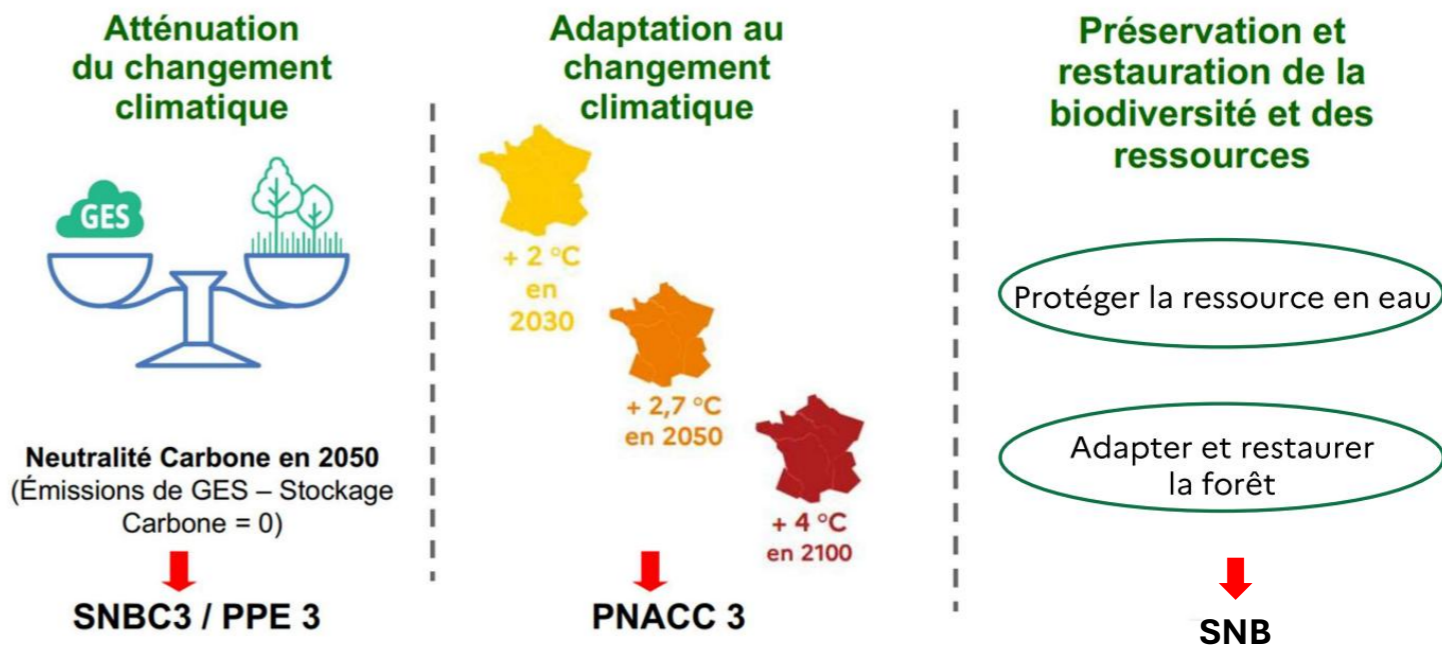 Atténuation
du changement
climatique
GES
Neutralité Carbone en 2050
(Émissions de GES – Stockage
Carbone = 0)
SNBC3 / PPE 3
Adaptation au
changement
climatique
+ 2 °C
en
2030
+ 2,7 °C
en 2050
+ 4 °C
en 2100
PNACC 3
Préservation et
restauration de la
biodiversité et des
ressources
Protéger la ressource en eau
Adapter et restaurer
la forêt
SNB